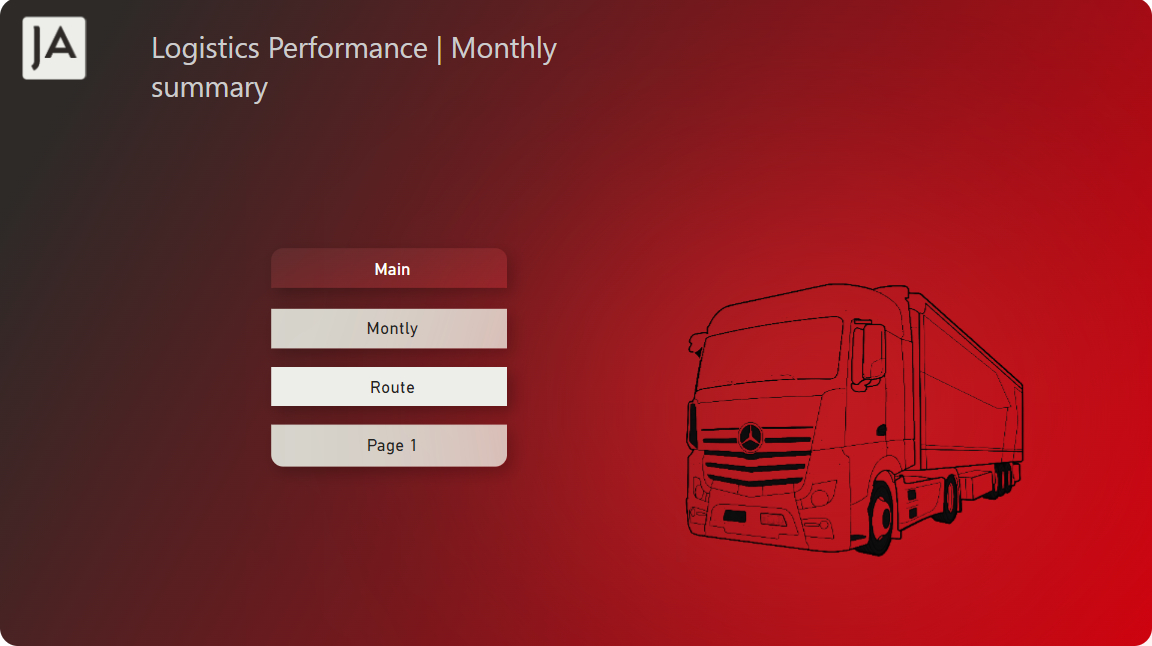 JA
Logistics Performance | Monthly
summary
Main
Montly
Route
Page 1